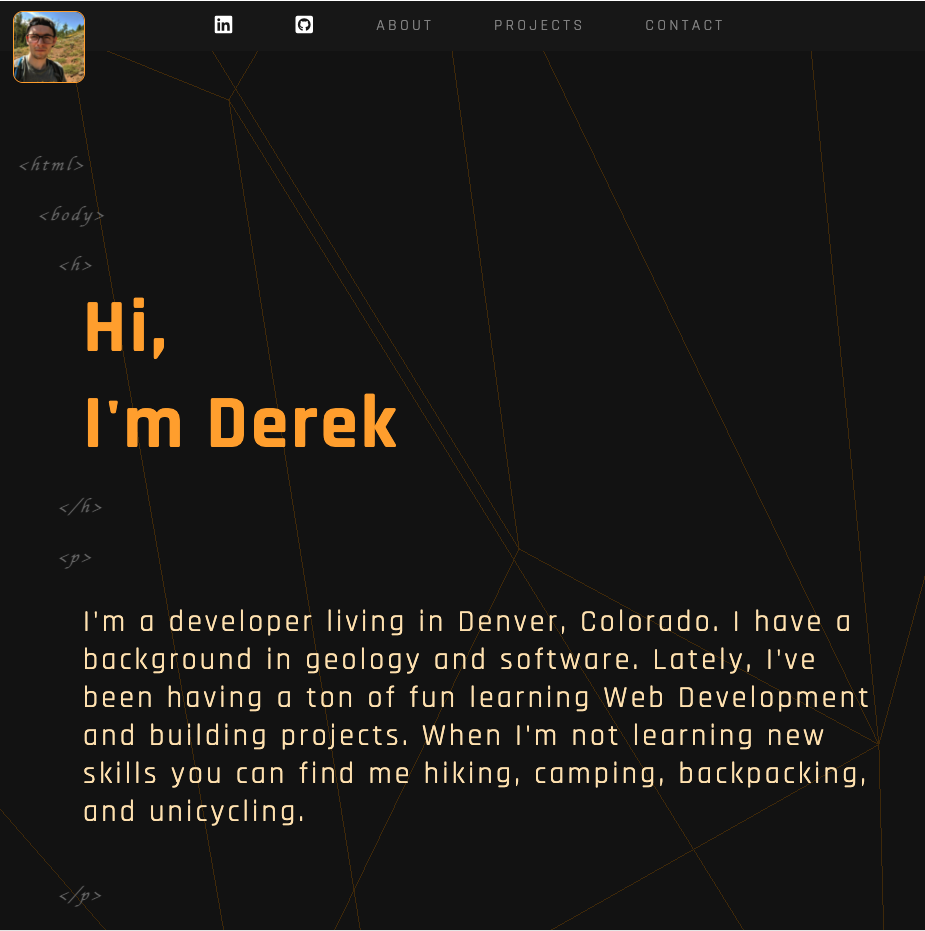 ABOUT PROJECTS CONTACT
<html>
<body>
<h>
Hi,
I'm Derek
</h>
<p>
I'm a developer living in Denver, Colorado. I have a
background in geology and software. Lately, I've
been having a ton of fun learning Web Development
and building projects. When I'm not learning new
skills you can find me hiking, camping, backpacking,
and unicycling.
</p>